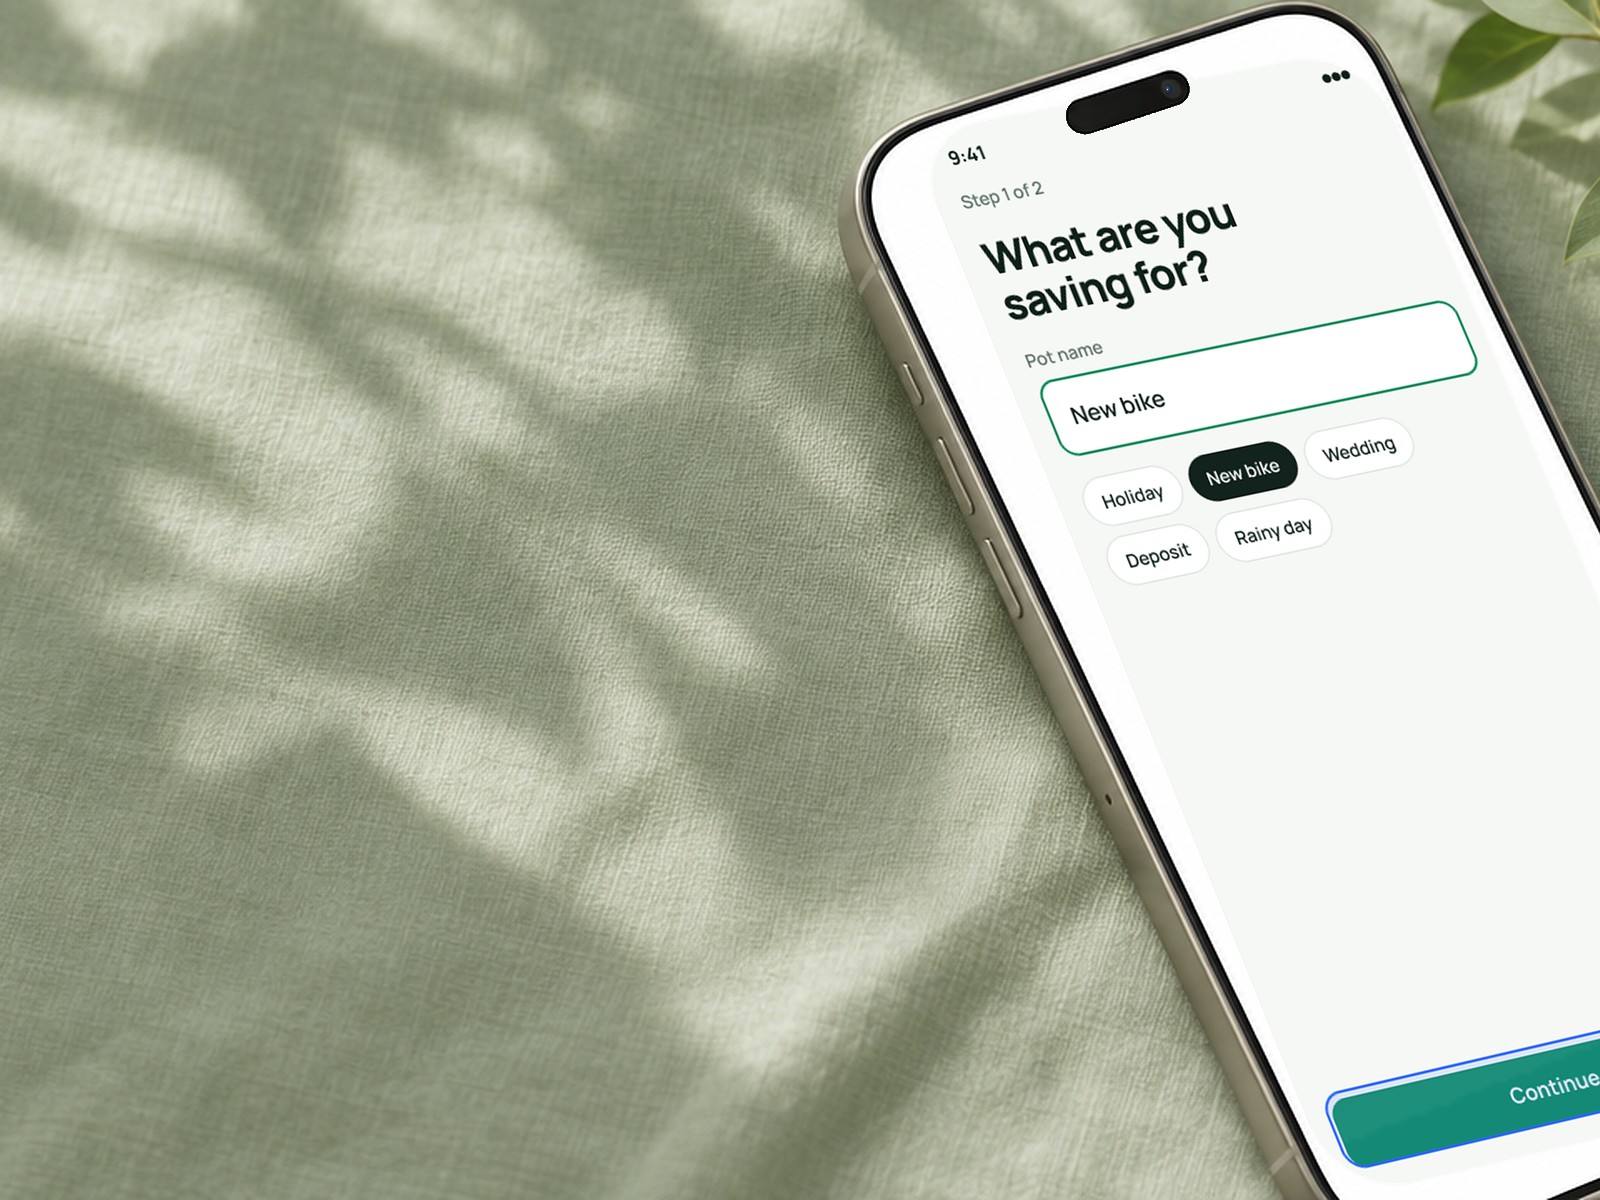 9:41
Step 1 of 2
What are you
saving for?
Pot name
New bike
Holiday
New bike
Wedding
Deposit
Rainy day
Continue